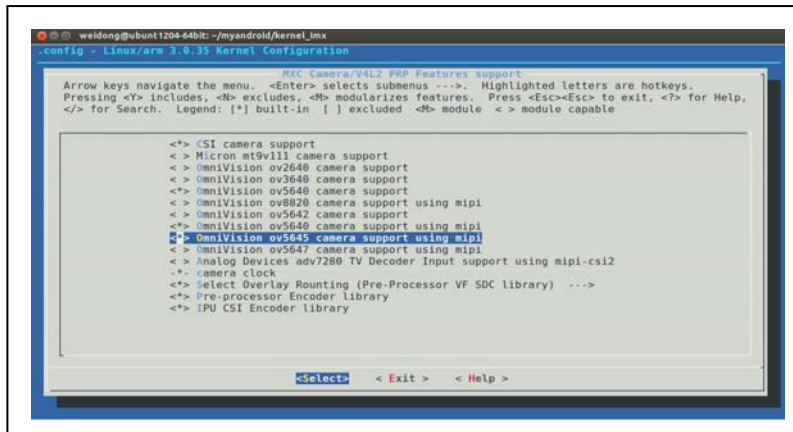 weidong@ubunt1204-64bit: ~/myandroid/kernel_imx
.config - Linux/arm 3.0.35 Kernel Configuration
MXC Camera/V4L2 PRP Features support
Arrow keys navigate the menu. <Enter> selects submenus --->. Highlighted letters are hotkeys.
Pressing <Y> includes, <N> excludes, <M> modularizes features. Press <Esc><Esc> to exit, <?> for Help,
</> for Search. Legend: [*] built-in [ ] excluded <M> module < > module capable
<*> CSI camera support
< > Micron mt9v111 camera support
< > OmniVision ov2640 camera support
< > OmniVision ov3640 camera support
<*> OmniVision ov5640 camera support
< > OmniVision ov8820 camera support using mipi
< > OmniVision ov5642 camera support
<*> OmniVision ov5640 camera support using mipi
<*> OmniVision ov5645 camera support using mipi
< > OmniVision ov5647 camera support using mipi
< > Analog Devices adv7280 TV Decoder Input support using mipi-csi2
-*- camera clock
<*> Select Overlay Rounting (Pre-Processor VF SDC library) --->
<*> Pre-processor Encoder library
<*> IPU CSI Encoder library
<Select> < Exit > < Help >